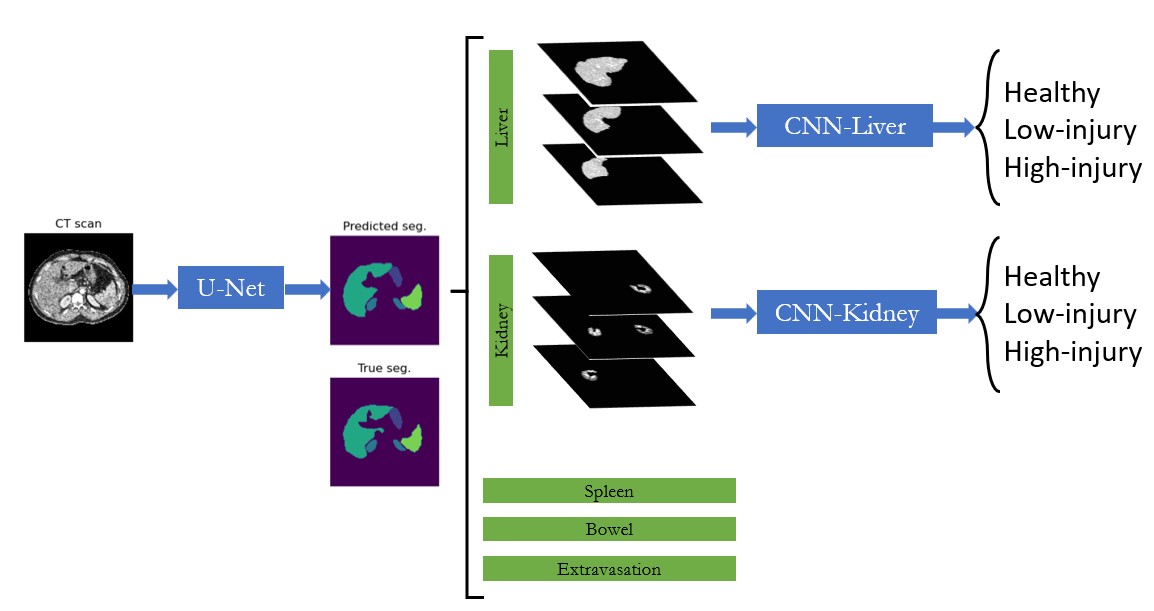 CT scan
U-Net
Predicted seg.
True seg.
Liver
CNN-Liver
Healthy
Low-injury
High-injury
Kidney
CNN-Kidney
Healthy
Low-injury
High-injury
Spleen
Bowel
Extravasation